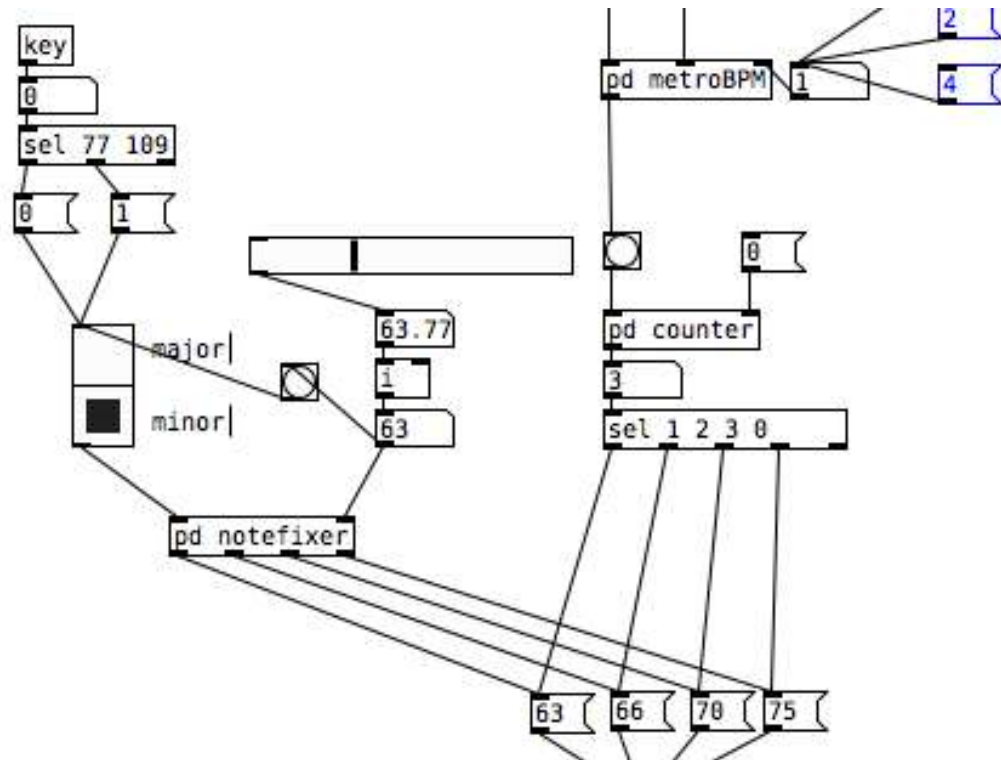 key
0
sel 77 109
0
1
major
minor
63.77
i
63
pd notefixer
pd metroBPM
1
2
4
0
pd counter
3
sel 1 2 3 0
63
66
70
75